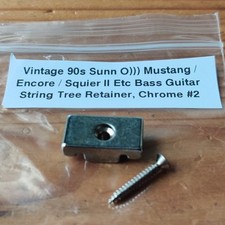 Vintage 90s Sunn O))) Mustang /
Encore / Squier II Etc Bass Guitar
String Tree Retainer, Chrome #2